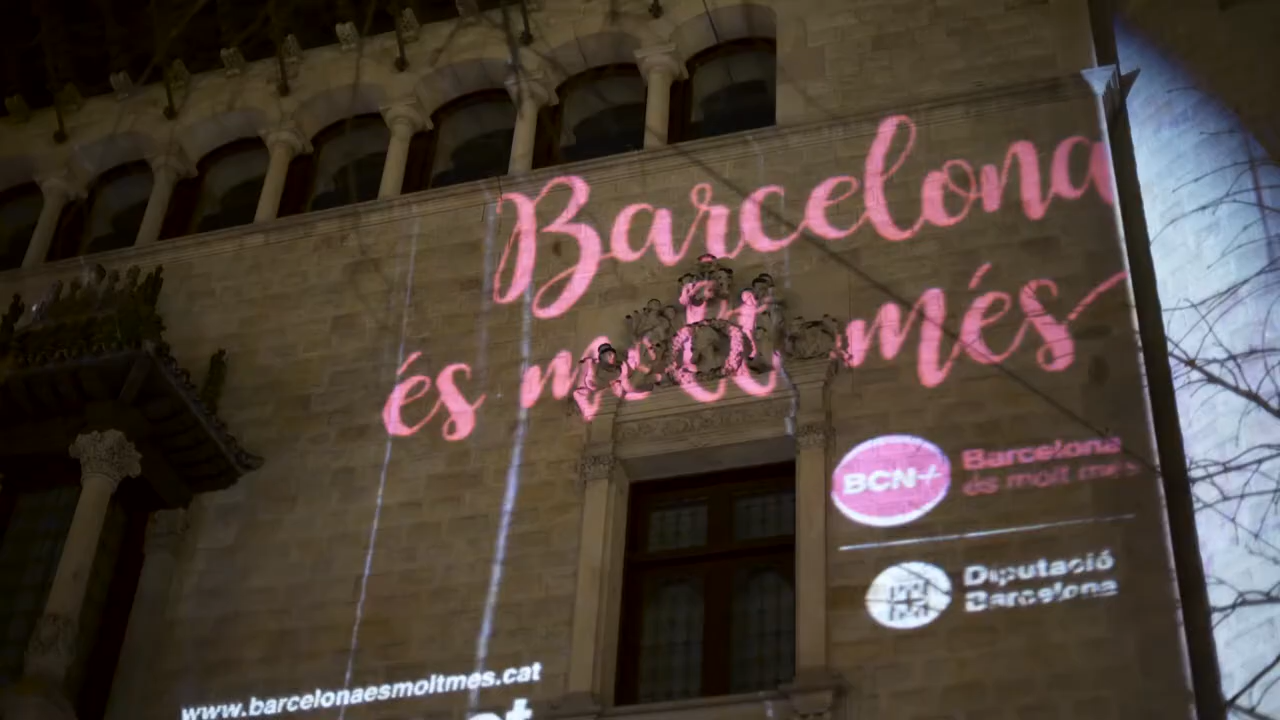 Barcelona
és molt més
BCN+
Barcelona
és molt més
Diputació
Barcelona
www.barcelonaesmoltmes.cat